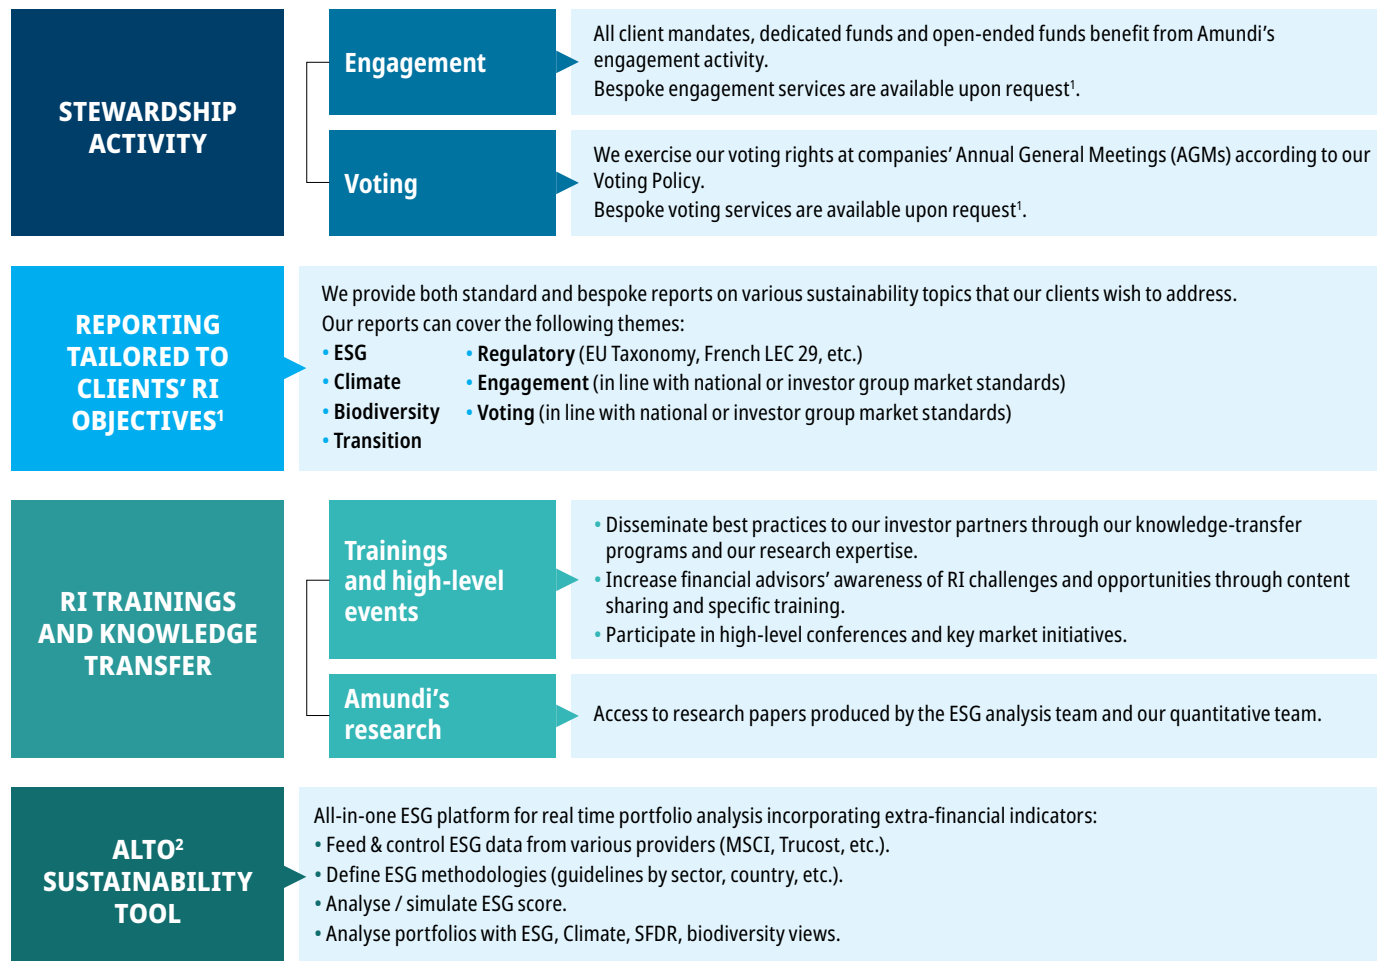 STEWARDSHIP
ACTIVITY
Engagement
All client mandates, dedicated funds and open-ended funds benefit from Amundi’s
engagement activity.
Bespoke engagement services are available upon request¹.
Voting
We exercise our voting rights at companies’ Annual General Meetings (AGMs) according to our
Voting Policy.
Bespoke voting services are available upon request¹.
REPORTING
TAILORED TO
CLIENTS’ RI
OBJECTIVES¹
We provide both standard and bespoke reports on various sustainability topics that our clients wish to address.
Our reports can cover the following themes:
• ESG
• Climate
• Biodiversity
• Transition
• Regulatory (EU Taxonomy, French LEC 29, etc.)
• Engagement (in line with national or investor group market standards)
• Voting (in line with national or investor group market standards)
RI TRAININGS
AND KNOWLEDGE
TRANSFER
Trainings
and high-level
events
• Disseminate best practices to our investor partners through our knowledge-transfer
programs and our research expertise.
• Increase financial advisors’ awareness of RI challenges and opportunities through content
sharing and specific training.
• Participate in high-level conferences and key market initiatives.
Amundi’s
research
Access to research papers produced by the ESG analysis team and our quantitative team.
ALTO²
SUSTAINABILITY
TOOL
All-in-one ESG platform for real time portfolio analysis incorporating extra-financial indicators:
• Feed & control ESG data from various providers (MSCI, Trucost, etc.).
• Define ESG methodologies (guidelines by sector, country, etc.).
• Analyse / simulate ESG score.
• Analyse portfolios with ESG, Climate, SFDR, biodiversity views.